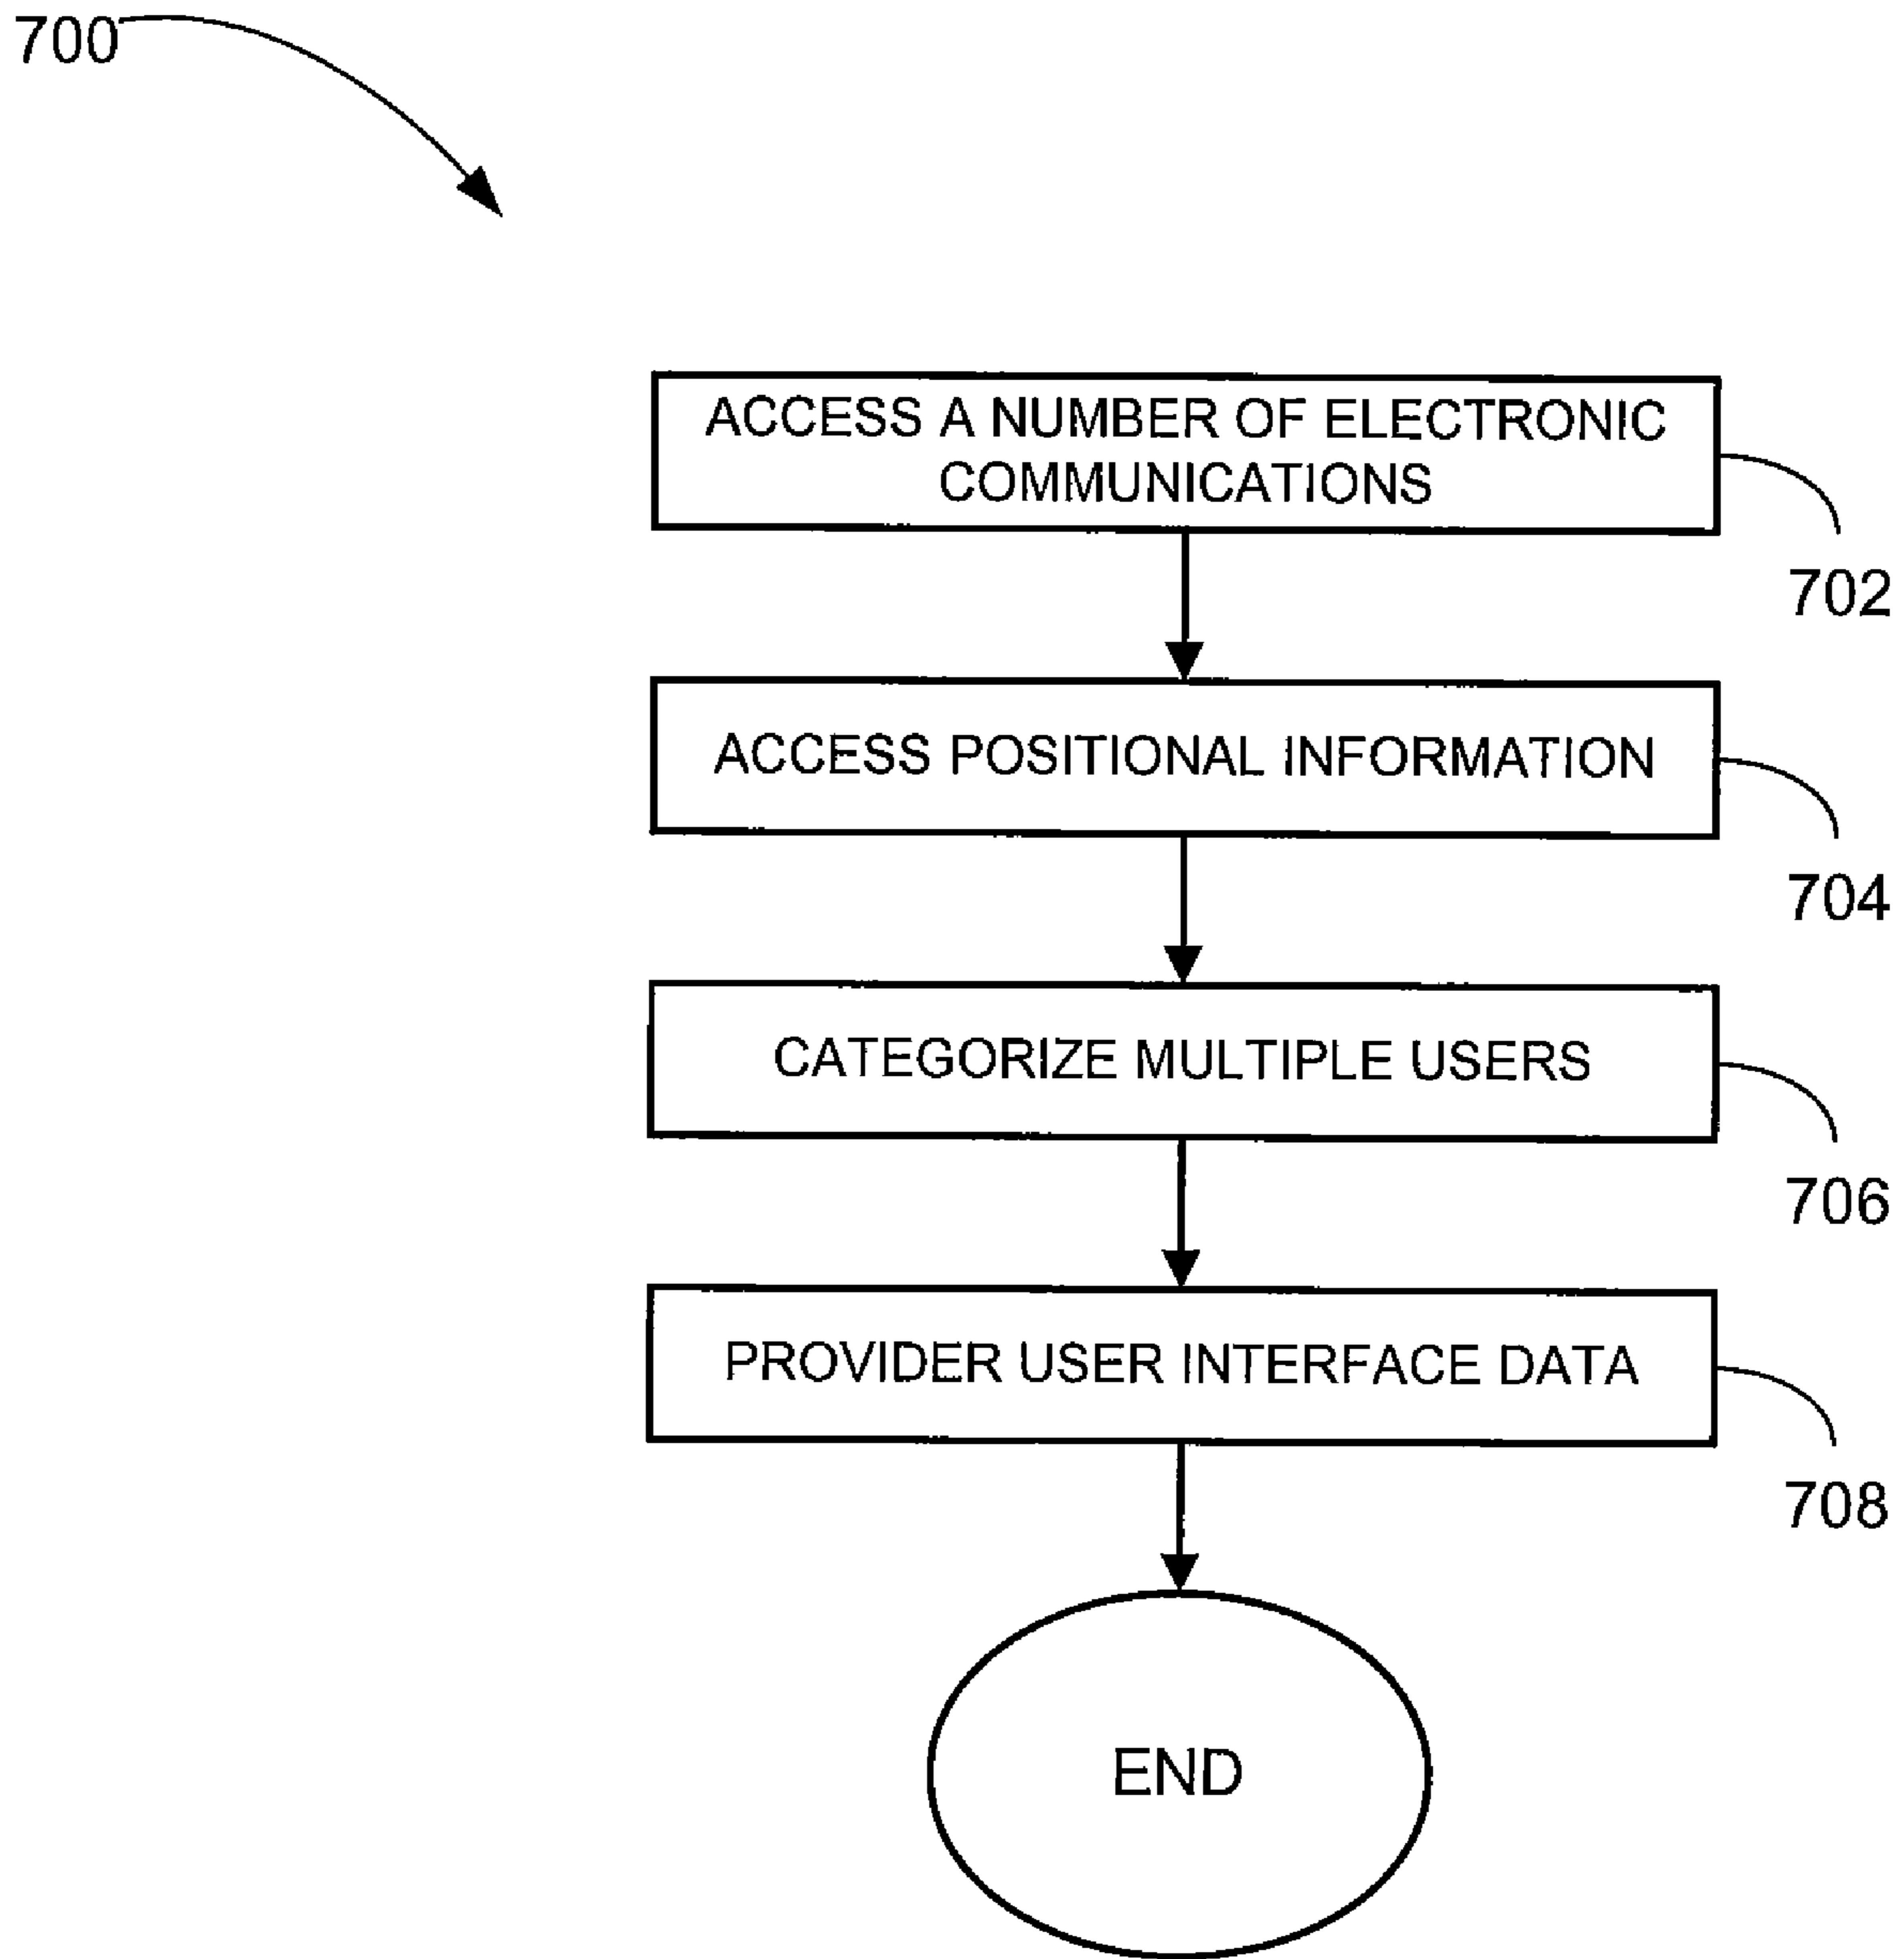 700
ACCESS A NUMBER OF ELECTRONIC
COMMUNICATIONS
702
ACCESS POSITIONAL INFORMATION
704
CATEGORIZE MULTIPLE USERS
706
PROVIDER USER INTERFACE DATA
708
END